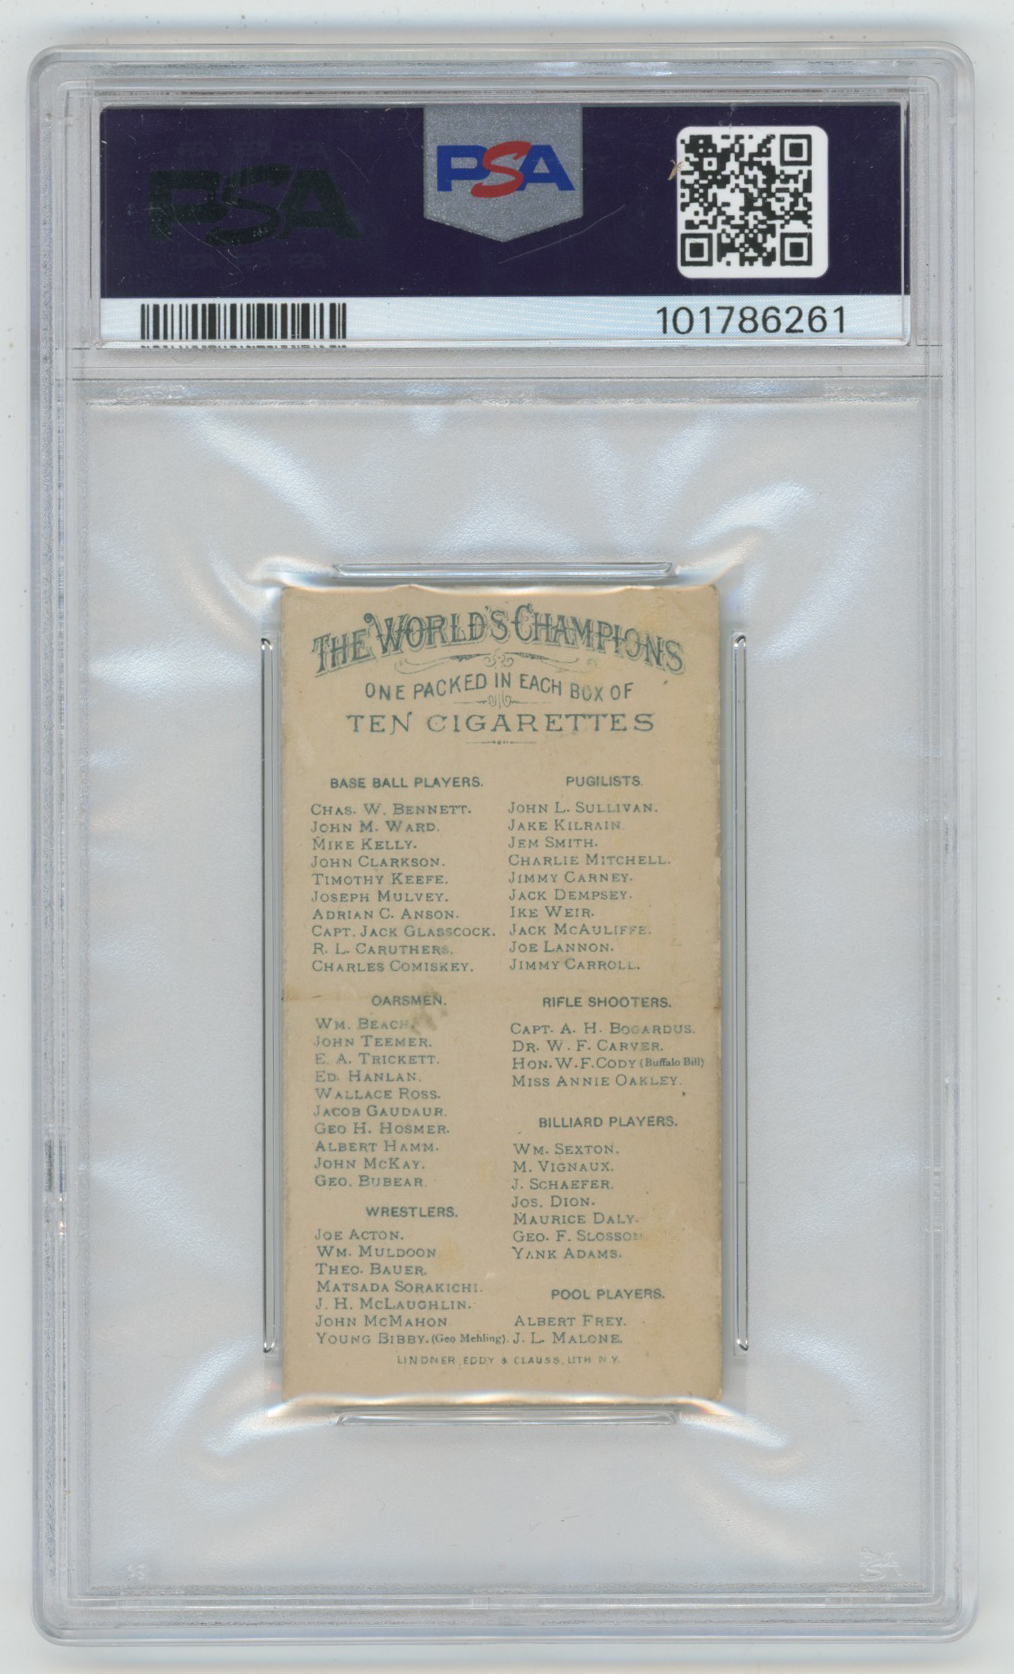 PSA
PSA
101786261
THE WORLD'S CHAMPIONS
ONE PACKED IN EACH BOX OF
TEN CIGARETTES
BASE BALL PLAYERS.
CHAS. W. BENNETT.
JOHN M. WARD.
MIKE KELLY.
JOHN CLARKSON.
TIMOTHY KEEFE.
JOSEPH MULVEY.
ADRIAN C. ANSON.
CAPT. JACK GLASSCOCK.
R. L. CARUTHERS.
CHARLES COMISKEY.
OARSMEN.
WM. BEACH.
JOHN TEEMER.
E. A. TRICKETT.
ED. HANLAN.
WALLACE ROSS.
JACOB GAUDAUR.
GEO H. HOSMER.
ALBERT HAMM.
JOHN MCKAY.
GEO. BUBEAR.
WRESTLERS.
JOE ACTON.
WM. MULDOON
THEO. BAUER.
MATSADA SORAKICHI.
J. H. MCLAUGHLIN.
JOHN MCMAHON
YOUNG BIBBY. (Geo Mehling).
PUGILISTS.
JOHN L. SULLIVAN.
JAKE KILRAIN.
JEM SMITH.
CHARLIE MITCHELL.
JIMMY CARNEY.
JACK DEMPSEY.
IKE WEIR.
JACK MCAULIFFE.
JOE LANNON.
JIMMY CARROLL.
RIFLE SHOOTERS.
CAPT. A. H. BOGARDUS.
DR. W. F. CARVER.
HON. W. F. CODY (Buffalo Bill)
MISS ANNIE OAKLEY.
BILLIARD PLAYERS.
WM. SEXTON.
M. VIGNAUX.
J. SCHAEFER.
JOS. DION.
MAURICE DALY.
GEO. F. SLOSSON.
YANK ADAMS.
POOL PLAYERS.
ALBERT FREY.
J. L. MALONE.
LINDNER, EDDY & CLAUSS, LITH. N.Y.